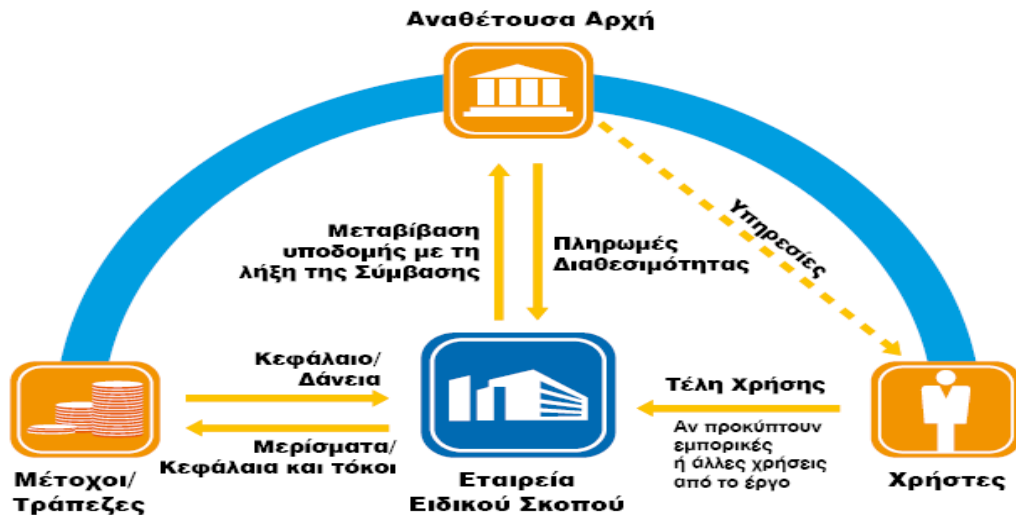 Αναθέτουσα Αρχή
Μεταβίβαση
υποδομής με τη
λήξη της Σύμβασης
Πληρωμές
Διαθεσιμότητας
Υπηρεσίες
Κεφάλαιο/
Δάνεια
Μερίσματα/
Κεφάλαια και τόκοι
Τέλη Χρήσης
Αν προκύπτουν
εμπορικές
ή άλλες χρήσεις
από το έργο
Μέτοχοι/
Τράπεζες
Εταιρεία
Ειδικού Σκοπού
Χρήστες